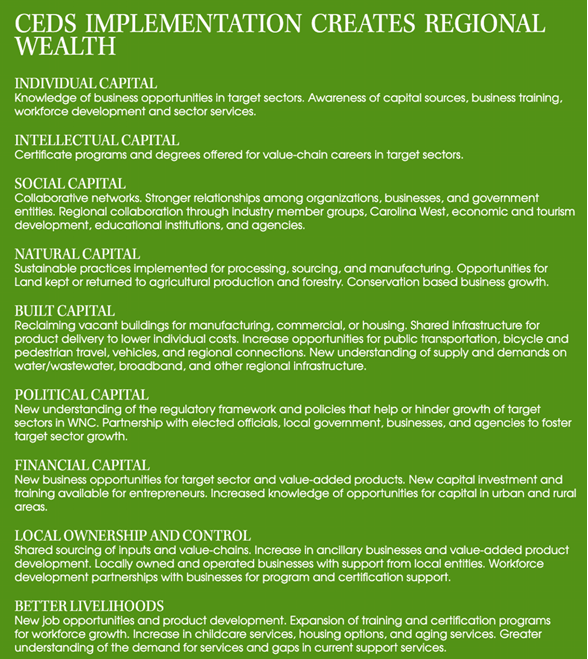 CEDS IMPLEMENTATION CREATES REGIONAL
WEALTH
INDIVIDUAL CAPITAL
Knowledge of business opportunities in target sectors. Awareness of capital sources, business training,
workforce development and sector services.
INTELLECTUAL CAPITAL
Certificate programs and degrees offered for value-chain careers in target sectors.
SOCIAL CAPITAL
Collaborative networks. Stronger relationships among organizations, businesses, and government
entities. Regional collaboration through industry member groups, Carolina West, economic and tourism
development, educational institutions, and agencies.
NATURAL CAPITAL
Sustainable practices implemented for processing, sourcing, and manufacturing. Opportunities for
Land kept or returned to agricultural production and forestry. Conservation based business growth.
BUILT CAPITAL
Reclaiming vacant buildings for manufacturing, commercial, or housing. Shared infrastructure for
product delivery to lower individual costs. Increase opportunities for public transportation, bicycle and
pedestrian travel, vehicles, and regional connections. New understanding of supply and demands on
water/wastewater, broadband, and other regional infrastructure.
POLITICAL CAPITAL
New understanding of the regulatory framework and policies that help or hinder growth of target
sectors in WNC. Partnership with elected officials, local government, businesses, and agencies to foster
target sector growth.
FINANCIAL CAPITAL
New business opportunities for target sector and value-added products. New capital investment and
training available for entrepreneurs. Increased knowledge of opportunities for capital in urban and rural
areas.
LOCAL OWNERSHIP AND CONTROL
Shared sourcing of inputs and value-chains. Increase in ancillary businesses and value-added product
development. Locally owned and operated businesses with support from local entities. Workforce
development partnerships with businesses for program and certification support.
BETTER LIVELIHOODS
New job opportunities and product development. Expansion of training and certification programs
for workforce growth. Increase in childcare services, housing options, and aging services. Greater
understanding of the demand for services and gaps in current support services.